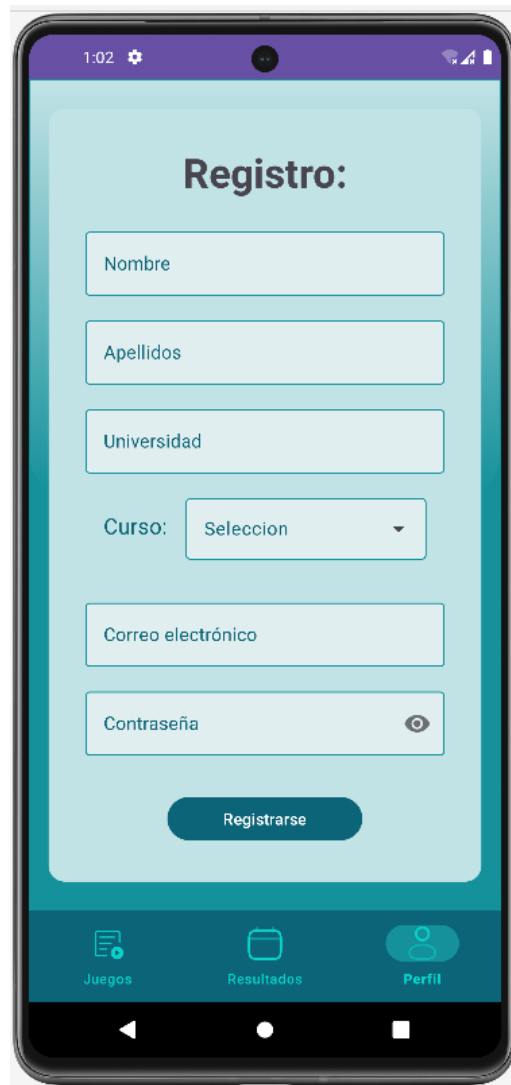 1:02
Registro:
Nombre
Apellidos
Universidad
Curso: Seleccion
Correo electrónico
Contraseña
Registrarse
Juegos Resultados Perfil